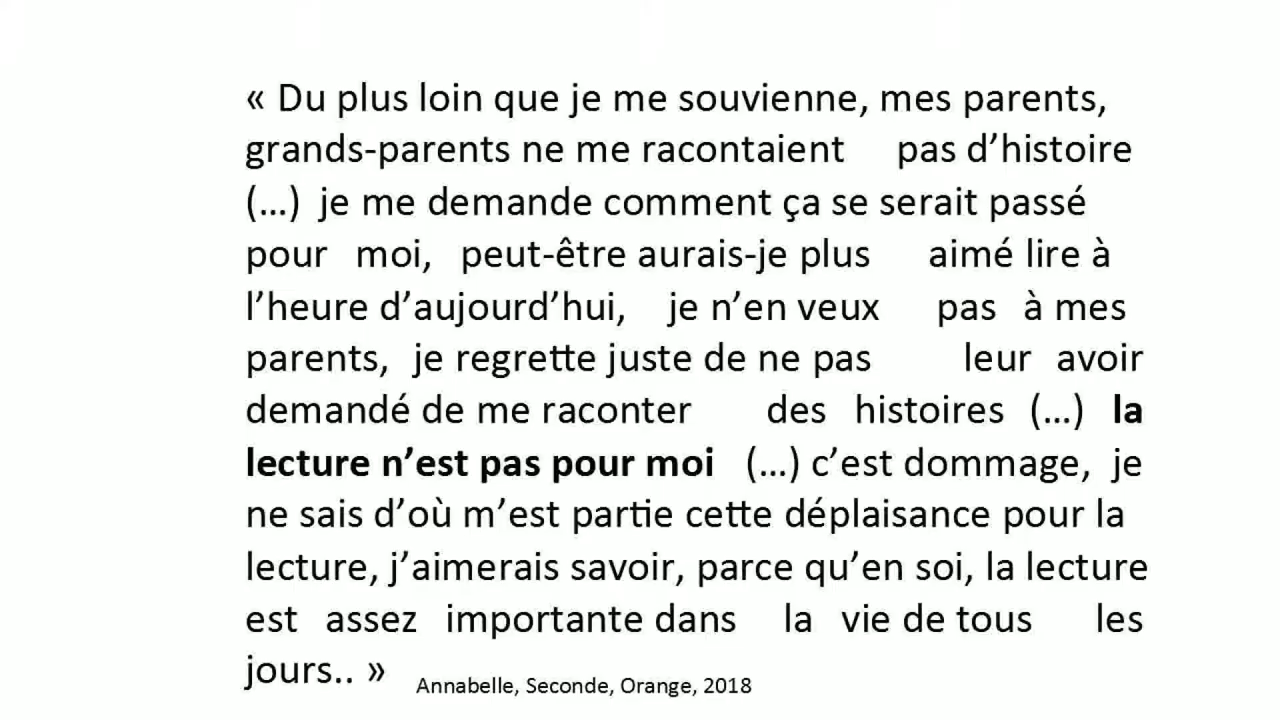 « Du plus loin que je me souvienne, mes parents,
grands-parents ne me racontaient pas d’histoire
(…) je me demande comment ça se serait passé
pour moi, peut-être aurais-je plus aimé lire à
l’heure d’aujourd’hui, je n’en veux pas à mes
parents, je regrette juste de ne pas leur avoir
demandé de me raconter des histoires (…) la
lecture n’est pas pour moi (…) c’est dommage, je
ne sais d’où m’est partie cette déplaisance pour la
lecture, j’aimerais savoir, parce qu’en soi, la lecture
est assez importante dans la vie de tous les
jours.. » Annabelle, Seconde, Orange, 2018